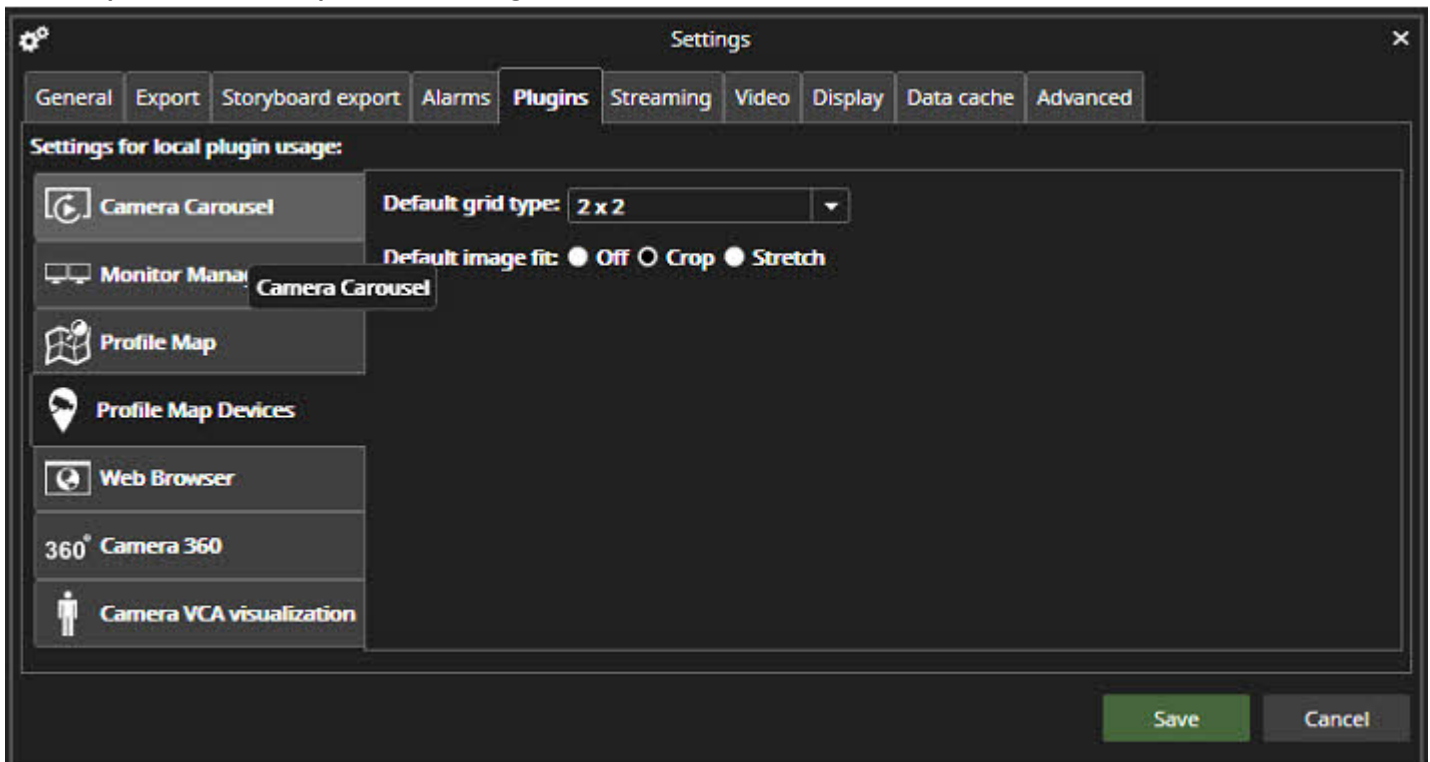 Settings
General Export Storyboard export Alarms Plugins Streaming Video Display Data cache Advanced
Settings for local plugin usage:
Camera Carousel
Default grid type: 2 x 2
Monitor Mana
Default image fit: Off Crop Stretch
Camera Carousel
Profile Map
Profile Map Devices
Web Browser
360° Camera 360
Camera VCA visualization
Save Cancel